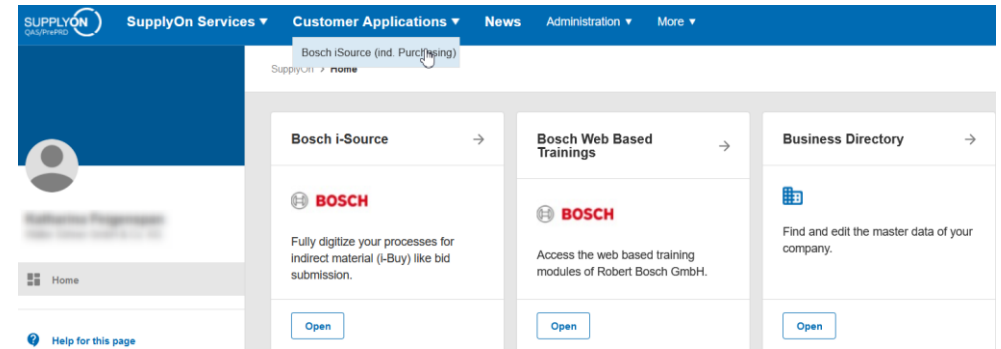 SUPPLYON
QAS/PrePRD
SupplyOn Services ▼ Customer Applications ▼ News Administration ▼ More ▼
Bosch iSource (ind. Purchasing)
SupplyOn > Home
Bosch i-Source →
Bosch Web Based
Trainings →
Business Directory →
BOSCH
Fully digitize your processes for
indirect material (i-Buy) like bid
submission.
Open
BOSCH
Access the web based training
modules of Robert Bosch GmbH.
Open
Find and edit the master data of your
company.
Open
Home
Help for this page